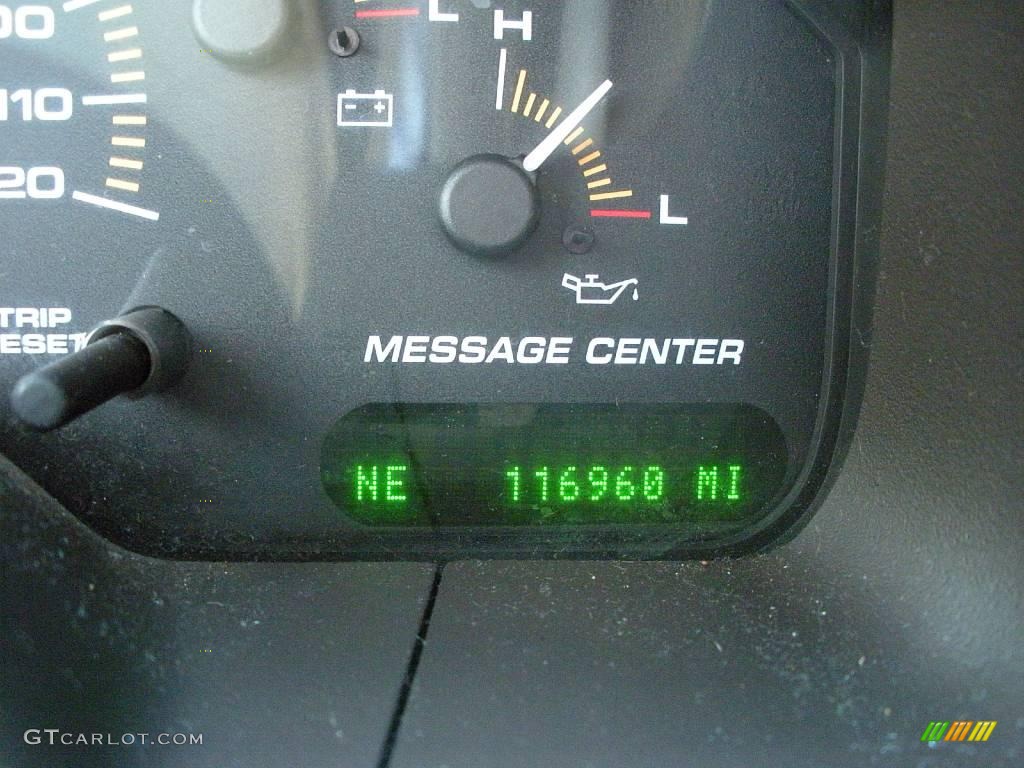 L
H
110
L
TRIP
MESSAGE CENTER
NE 116960 MI
GTCARLOT.COM